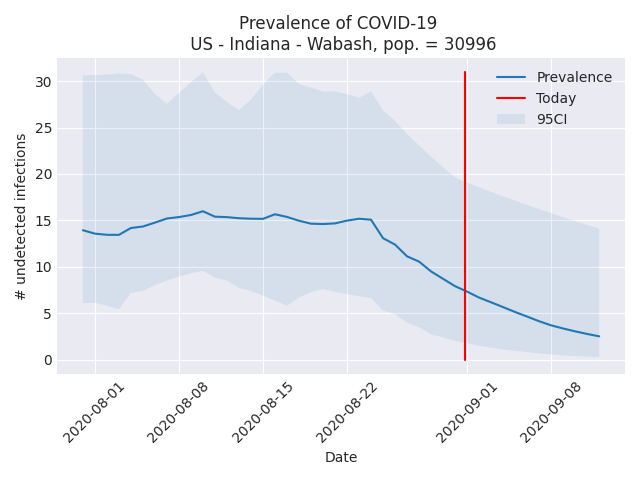 Prevalence of COVID-19
US - Indiana - Wabash, pop. = 30996
Prevalence
Today
95CI
30
25
20
15
10
5
0
# undetected infections
2020-08-01
2020-08-08
2020-08-15
2020-08-22
2020-09-01
2020-09-08
Date